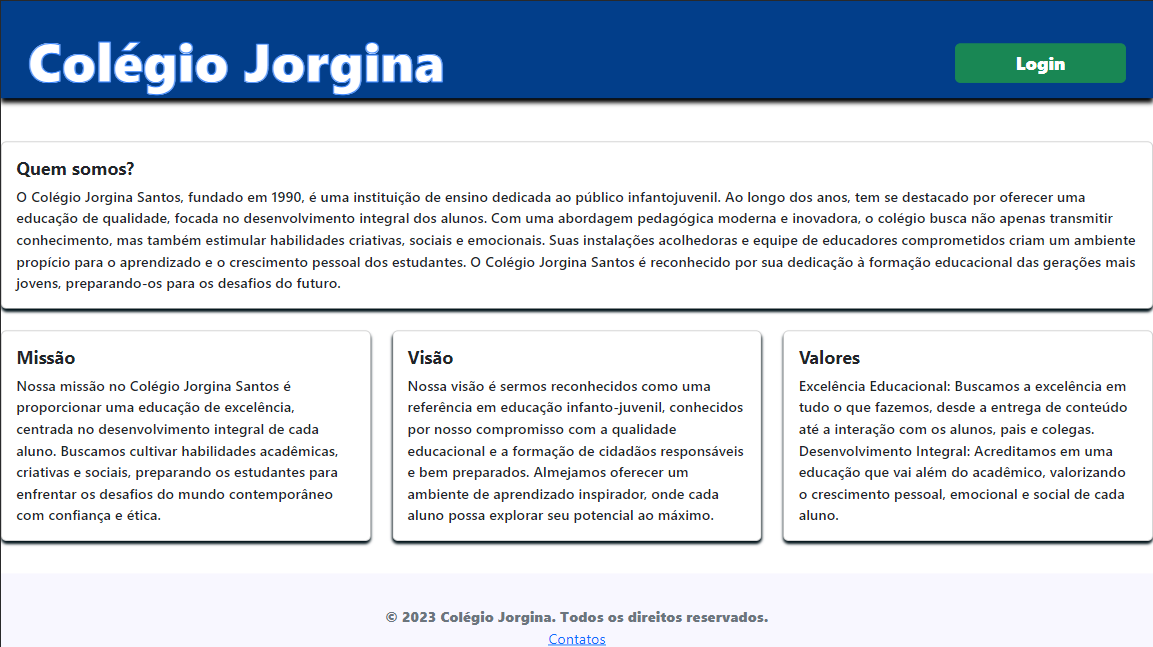 Colégio Jorgina
Login
Quem somos?
O Colégio Jorgina Santos, fundado em 1990, é uma instituição de ensino dedicada ao público infantojuvenil. Ao longo dos anos, tem se destacado por oferecer uma
educação de qualidade, focada no desenvolvimento integral dos alunos. Com uma abordagem pedagógica moderna e inovadora, o colégio busca não apenas transmitir
conhecimento, mas também estimular habilidades criativas, sociais e emocionais. Suas instalações acolhedoras e equipe de educadores comprometidos criam um ambiente
propício para o aprendizado e o crescimento pessoal dos estudantes. O Colégio Jorgina Santos é reconhecido por sua dedicação à formação educacional das gerações mais
jovens, preparando-os para os desafios do futuro.
Missão
Nossa missão no Colégio Jorgina Santos é
proporcionar uma educação de excelência,
centrada no desenvolvimento integral de cada
aluno. Buscamos cultivar habilidades acadêmicas,
criativas e sociais, preparando os estudantes para
enfrentar os desafios do mundo contemporâneo
com confiança e ética.
Visão
Nossa visão é sermos reconhecidos como uma
referência em educação infanto-juvenil, conhecidos
por nosso compromisso com a qualidade
educacional e a formação de cidadãos responsáveis
e bem preparados. Almejamos oferecer um
ambiente de aprendizado inspirador, onde cada
aluno possa explorar seu potencial ao máximo.
Valores
Excelência Educacional: Buscamos a excelência em
tudo o que fazemos, desde a entrega de conteúdo
até a interação com os alunos, pais e colegas.
Desenvolvimento Integral: Acreditamos em uma
educação que vai além do acadêmico, valorizando
o crescimento pessoal, emocional e social de cada
aluno.
© 2023 Colégio Jorgina. Todos os direitos reservados.
Contatos